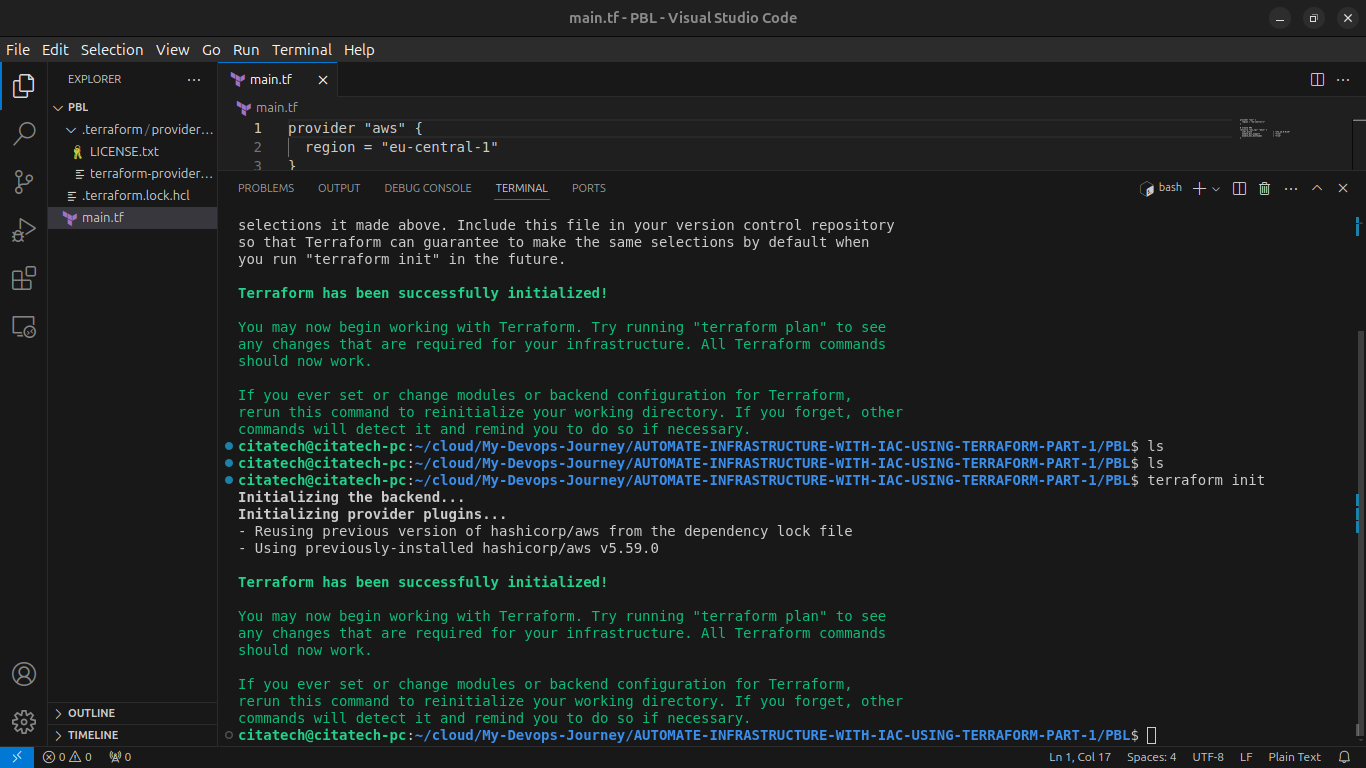 main.tf - PBL - Visual Studio Code
File Edit Selection View Go Run Terminal Help
EXPLORER
PBL
.terraform / provider...
LICENSE.txt
terraform-provider...
.terraform.lock.hcl
main.tf
OUTLINE
TIMELINE
main.tf
main.tf
1 provider "aws" {
2 region = "eu-central-1"
3 }
PROBLEMS OUTPUT DEBUG CONSOLE TERMINAL PORTS
bash
selections it made above. Include this file in your version control repository
so that Terraform can guarantee to make the same selections by default when
you run "terraform init" in the future.
Terraform has been successfully initialized!
You may now begin working with Terraform. Try running "terraform plan" to see
any changes that are required for your infrastructure. All Terraform commands
should now work.
If you ever set or change modules or backend configuration for Terraform,
rerun this command to reinitialize your working directory. If you forget, other
commands will detect it and remind you to do so if necessary.
citatech@citatech-pc:~/cloud/My-Devops-Journey/AUTOMATE-INFRASTRUCTURE-WITH-IAC-USING-TERRAFORM-PART-1/PBL$ ls
citatech@citatech-pc:~/cloud/My-Devops-Journey/AUTOMATE-INFRASTRUCTURE-WITH-IAC-USING-TERRAFORM-PART-1/PBL$ ls
citatech@citatech-pc:~/cloud/My-Devops-Journey/AUTOMATE-INFRASTRUCTURE-WITH-IAC-USING-TERRAFORM-PART-1/PBL$ terraform init
Initializing the backend...
Initializing provider plugins...
- Reusing previous version of hashicorp/aws from the dependency lock file
- Using previously-installed hashicorp/aws v5.59.0
Terraform has been successfully initialized!
You may now begin working with Terraform. Try running "terraform plan" to see
any changes that are required for your infrastructure. All Terraform commands
should now work.
If you ever set or change modules or backend configuration for Terraform,
rerun this command to reinitialize your working directory. If you forget, other
commands will detect it and remind you to do so if necessary.
citatech@citatech-pc:~/cloud/My-Devops-Journey/AUTOMATE-INFRASTRUCTURE-WITH-IAC-USING-TERRAFORM-PART-1/PBL$
0 0 0 Ln 1, Col 17 Spaces: 4 UTF-8 LF Plain Text